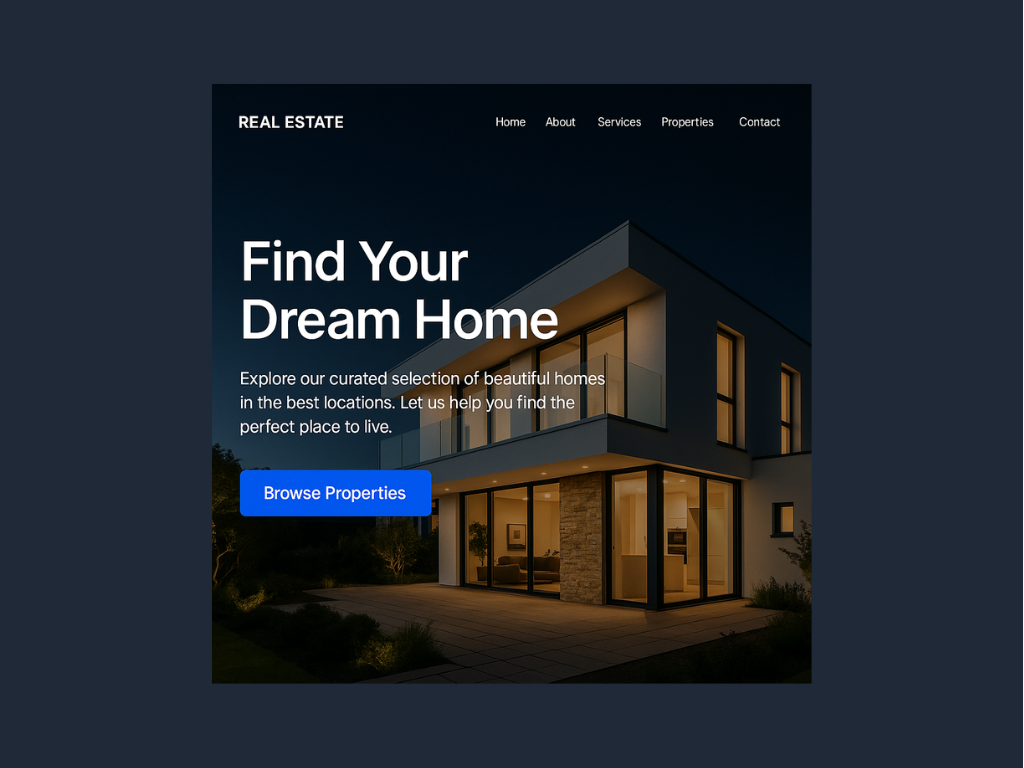 REAL ESTATE
Home About Services Properties Contact
Find Your
Dream Home
Explore our curated selection of beautiful homes
in the best locations. Let us help you find the
perfect place to live.
Browse Properties